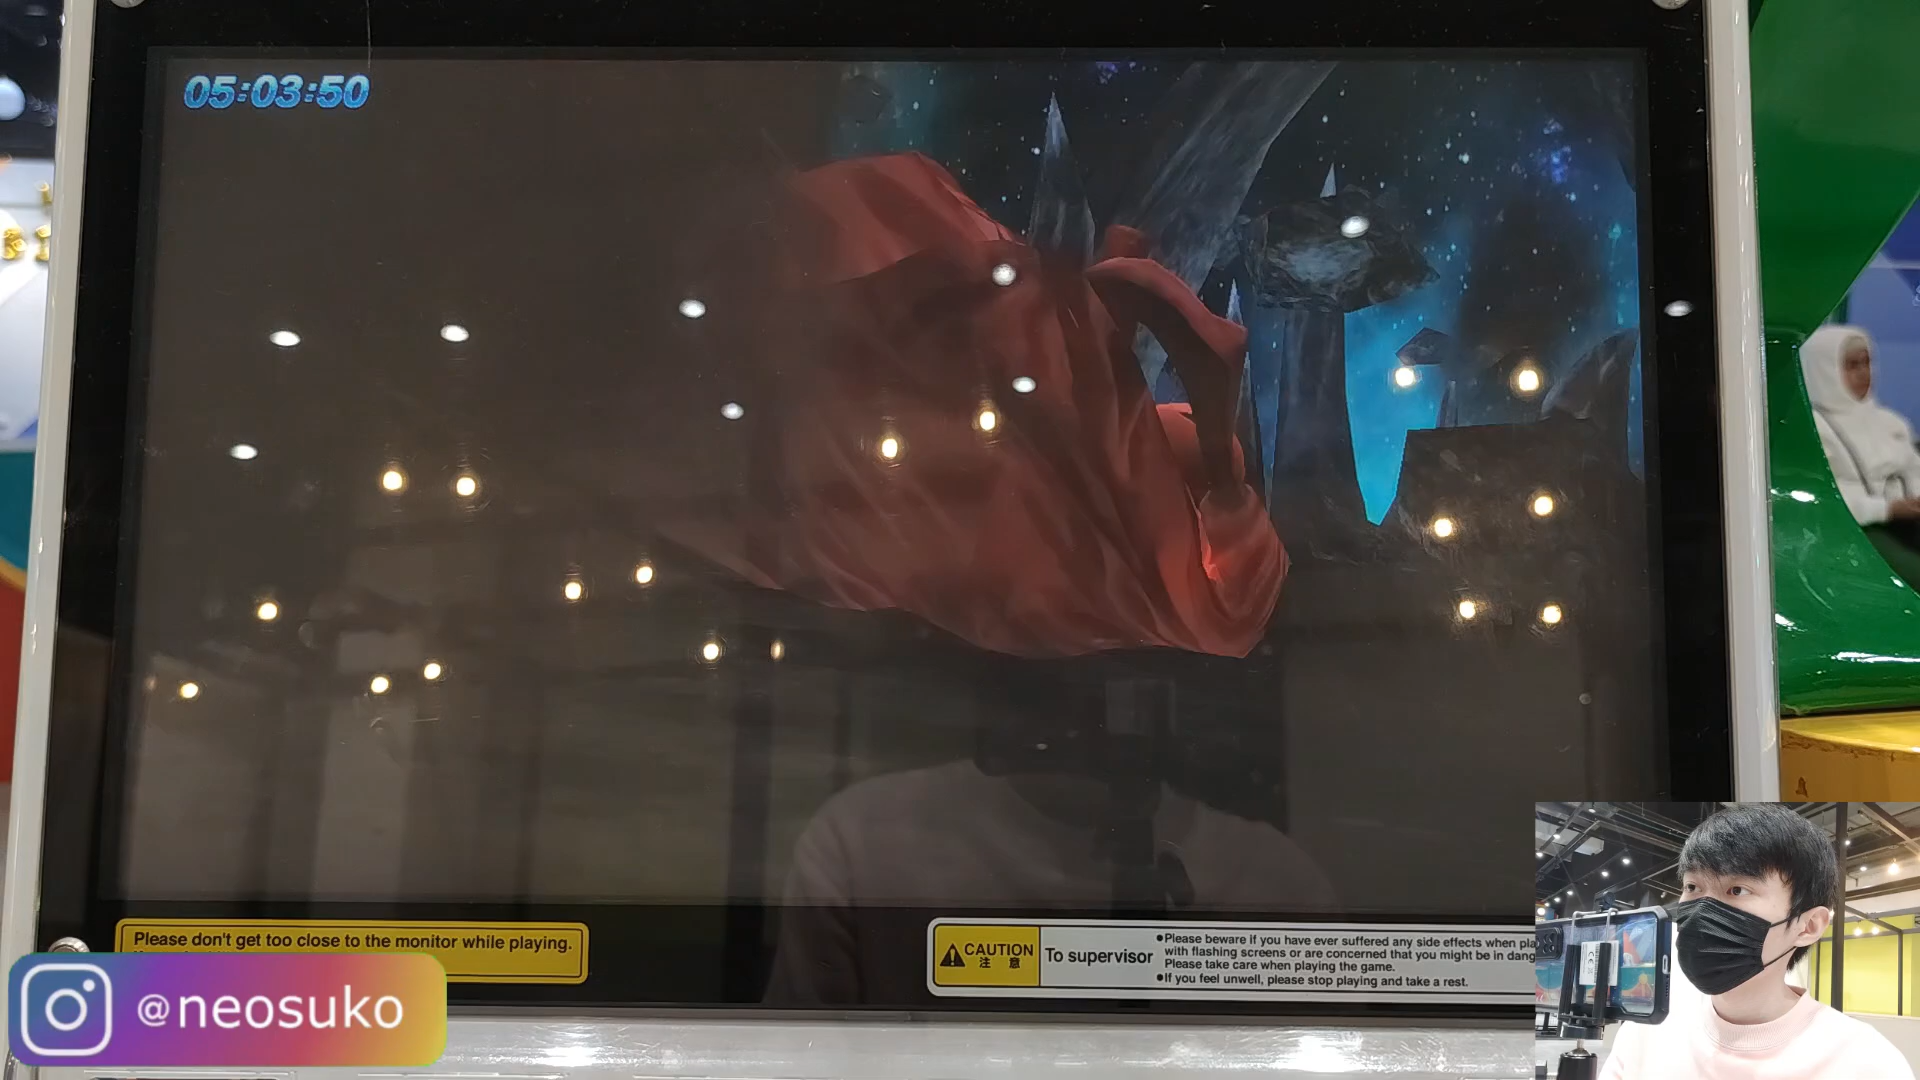 05:03:50
Please don't get too close to the monitor while playing.
CAUTION
注 意
To supervisor
●Please beware if you have ever suffered any side effects when pla
with flashing screens or are concerned that you might be in dang
Please take care when playing the game.
●If you feel unwell, please stop playing and take a rest.
@neosuko